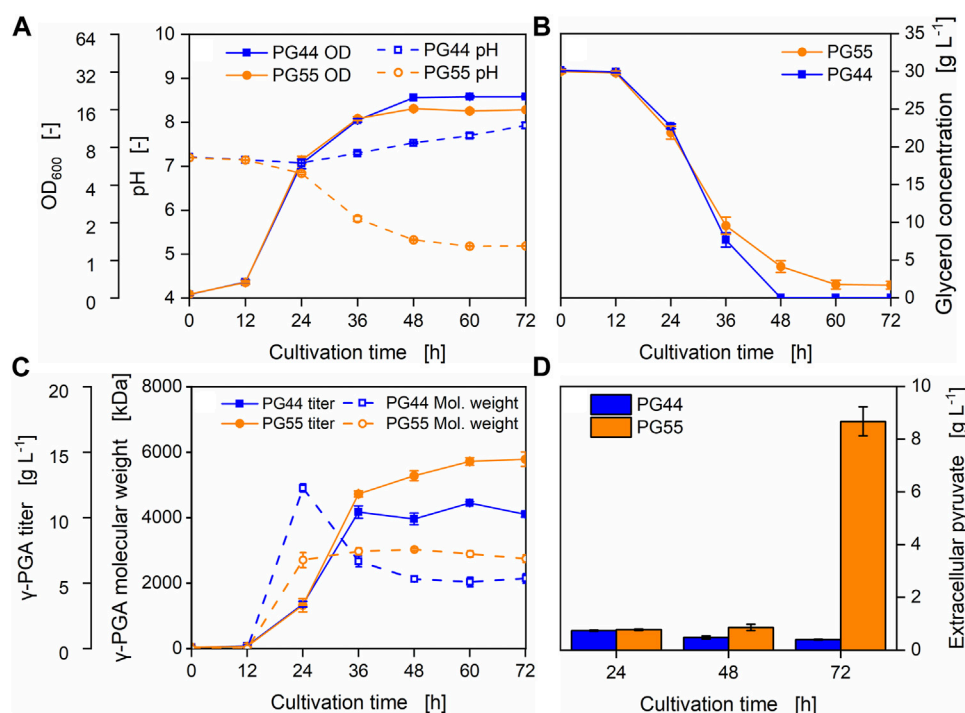 A
OD600 [-]
64
32
16
8
4
2
1
0
pH [-]
10
9
8
7
6
5
4
PG44 OD
PG55 OD
PG44 pH
PG55 pH
0 12 24 36 48 60 72
Cultivation time [h]
B
PG55
PG44
35
30
25
20
15
10
5
0
Glycerol concentration [g L-1]
0 12 24 36 48 60 72
Cultivation time [h]
C
γ-PGA titer [g L-1]
20
15
10
5
0
γ-PGA molecular weight [kDa]
8000
6000
4000
2000
0
PG44 titer
PG55 titer
PG44 Mol. weight
PG55 Mol. weight
0 12 24 36 48 60 72
Cultivation time [h]
D
PG44
PG55
10
8
6
4
2
0
Extracellular pyruvate [g L-1]
24 48 72
Cultivation time [h]